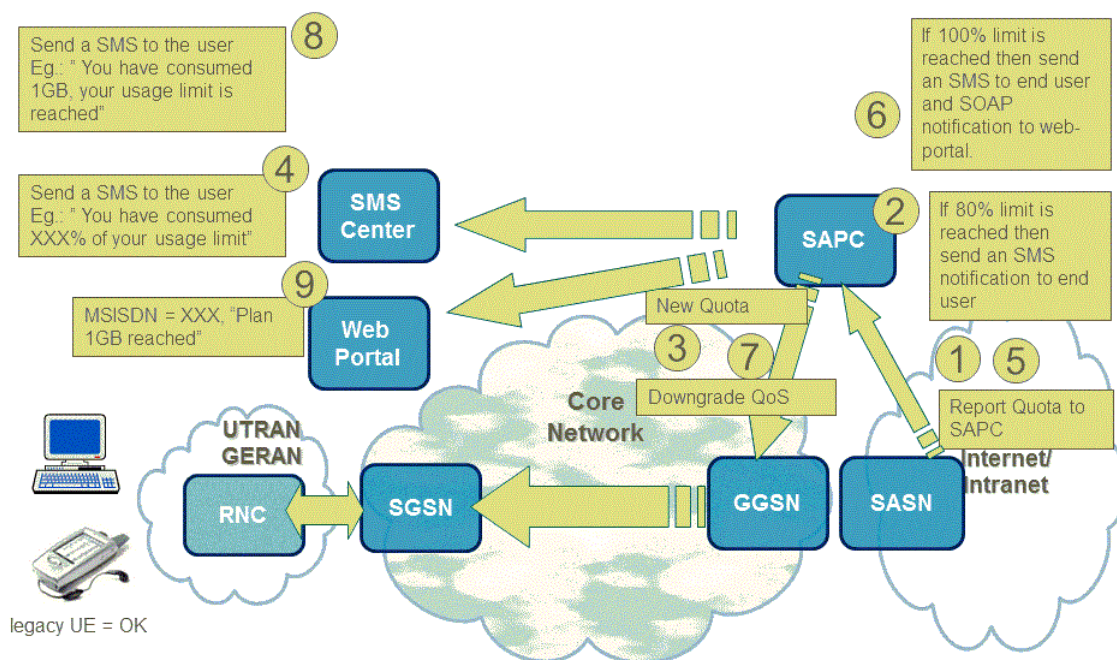 Send a SMS to the user
Eg.: " You have consumed
1GB, your usage limit is
reached"
8
If 100% limit is
reached then send
an SMS to end user
and SOAP
notification to web-
portal.
6
Send a SMS to the user
Eg.: " You have consumed
XXX% of your usage limit"
4
SMS
Center
SAPC
2
If 80% limit is
reached then
send an SMS
notification to end
user
MSISDN = XXX, "Plan
1GB reached"
9
Web
Portal
New Quota
3
7
Downgrade QoS
1
5
Report Quota to
SAPC
Core
Network
UTRAN
GERAN
Internet/
Intranet
RNC
SGSN
GGSN
SASN
legacy UE = OK